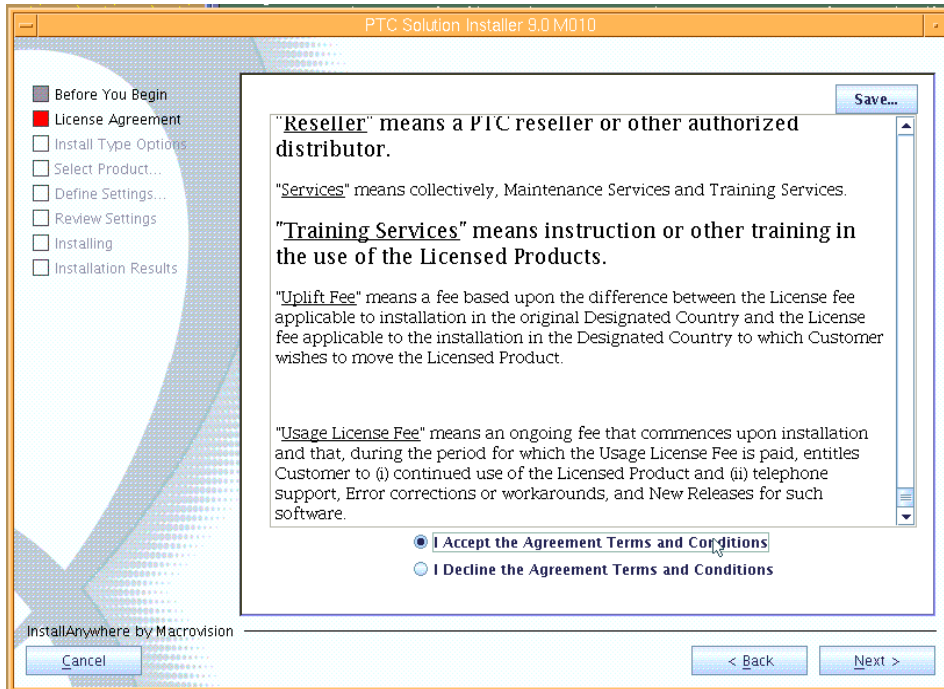 PTC Solution Installer 9.0 M010
Before You Begin
License Agreement
Install Type Options
Select Product...
Define Settings...
Review Settings
Installing
Installation Results
Save...
"Reseller" means a PTC reseller or other authorized
distributor.
"Services" means collectively, Maintenance Services and Training Services.
"Training Services" means instruction or other training in
the use of the Licensed Products.
"Uplift Fee" means a fee based upon the difference between the License fee
applicable to installation in the original Designated Country and the License
fee applicable to the installation in the Designated Country to which Customer
wishes to move the Licensed Product.
"Usage License Fee" means an ongoing fee that commences upon installation
and that, during the period for which the Usage License Fee is paid, entitles
Customer to (i) continued use of the Licensed Product and (ii) telephone
support, Error corrections or workarounds, and New Releases for such
software.
I Accept the Agreement Terms and Conditions
I Decline the Agreement Terms and Conditions
InstallAnywhere by Macrovision
Cancel
< Back
Next >